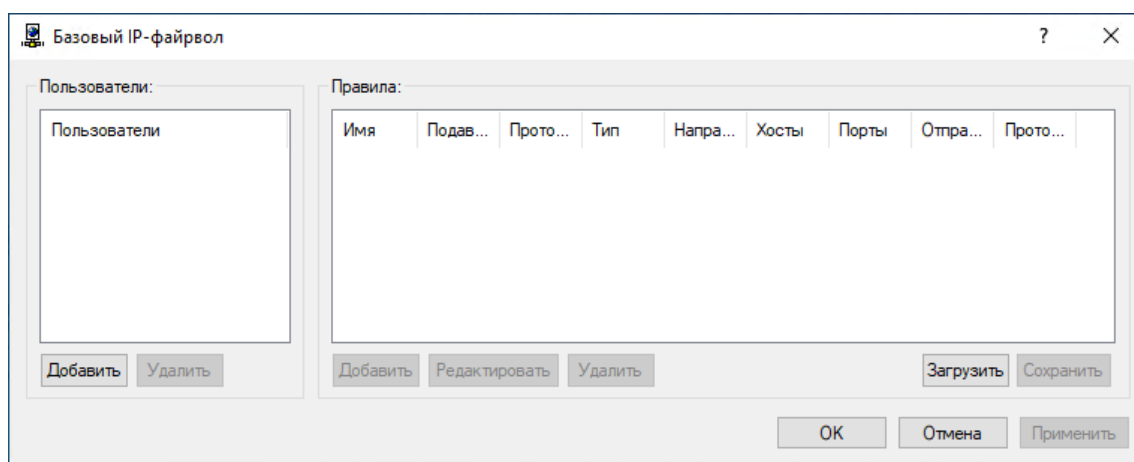 Базовый IP-файрвол
?
Пользователи:
Правила:
Пользователи
Имя Подав... Прото... Тип Напра... Хосты Порты Отпра... Прото...
Добавить Удалить
Добавить Редактировать Удалить Загрузить Сохранить
OK Отмена Применить